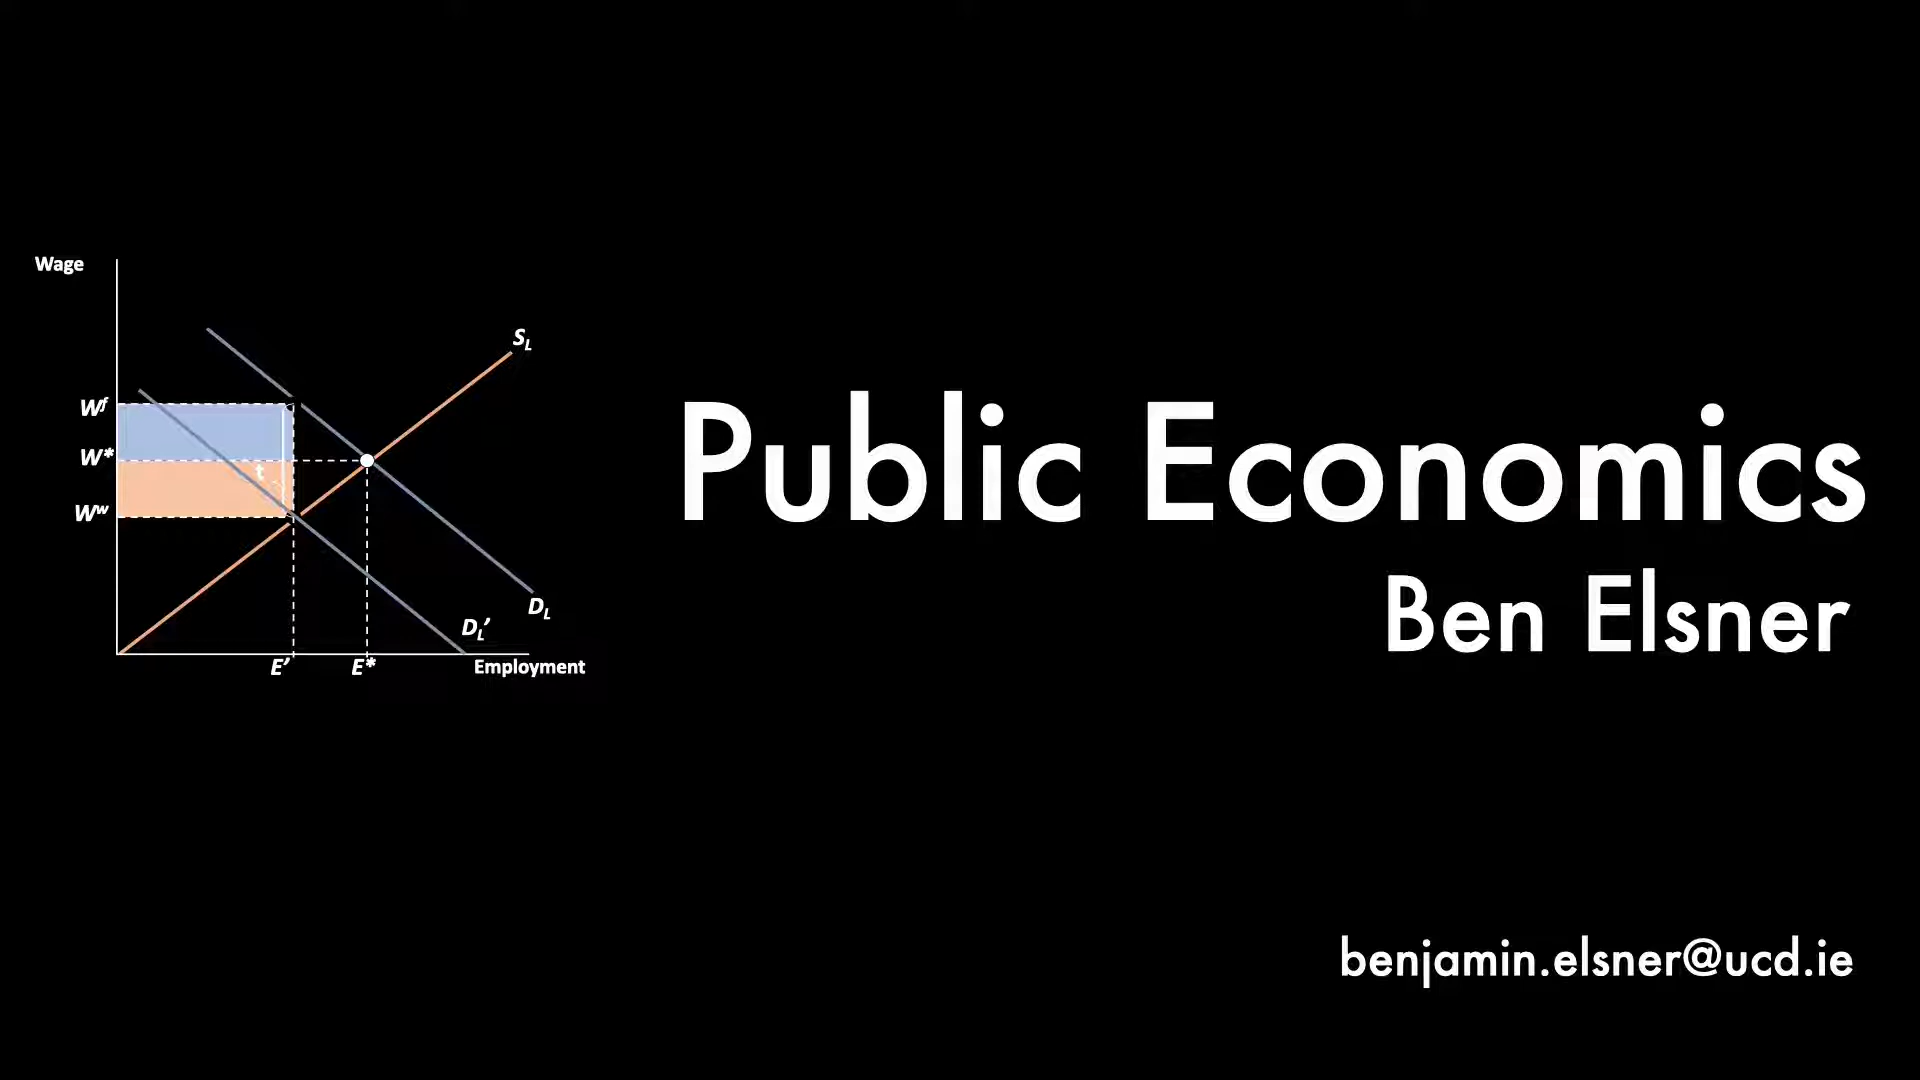 Wage
S_L
W^f
W*
t
W^w
D_L
D_L'
E'
E*
Employment
Public Economics
Ben Elsner
benjamin.elsner@ucd.ie